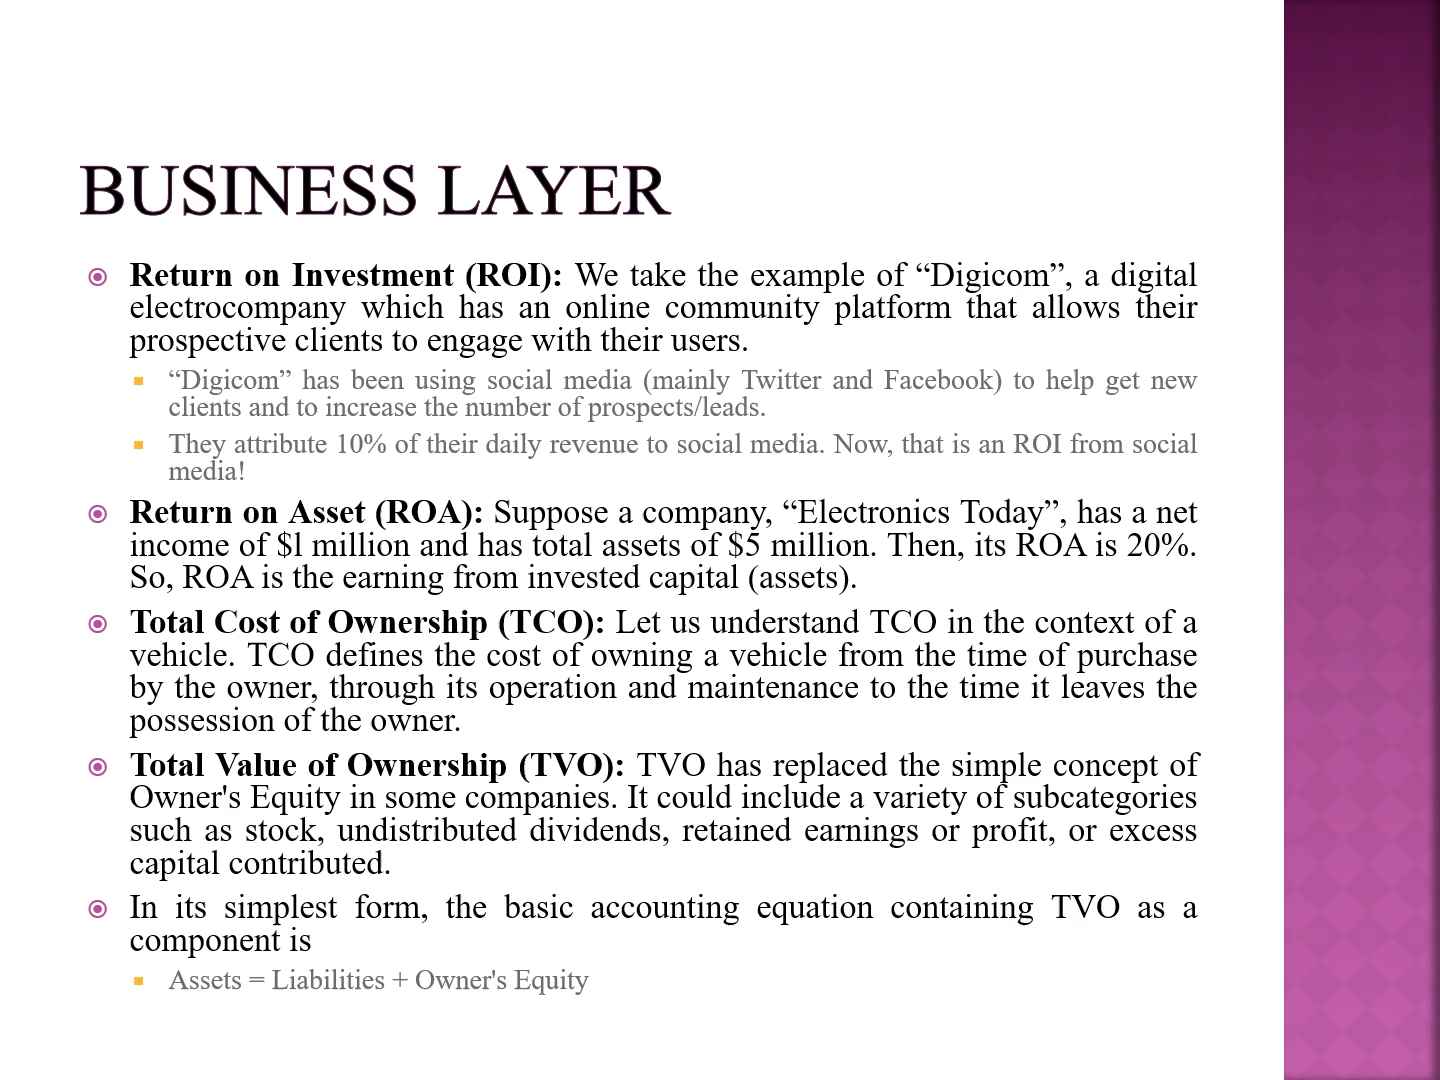 BUSINESS LAYER
Return on Investment (ROI): We take the example of “Digicom”, a digital
electrocompany which has an online community platform that allows their
prospective clients to engage with their users.
“Digicom” has been using social media (mainly Twitter and Facebook) to help get new
clients and to increase the number of prospects/leads.
They attribute 10% of their daily revenue to social media. Now, that is an ROI from social
media!
Return on Asset (ROA): Suppose a company, “Electronics Today”, has a net
income of $l million and has total assets of $5 million. Then, its ROA is 20%.
So, ROA is the earning from invested capital (assets).
Total Cost of Ownership (TCO): Let us understand TCO in the context of a
vehicle. TCO defines the cost of owning a vehicle from the time of purchase
by the owner, through its operation and maintenance to the time it leaves the
possession of the owner.
Total Value of Ownership (TVO): TVO has replaced the simple concept of
Owner's Equity in some companies. It could include a variety of subcategories
such as stock, undistributed dividends, retained earnings or profit, or excess
capital contributed.
In its simplest form, the basic accounting equation containing TVO as a
component is
Assets = Liabilities + Owner's Equity